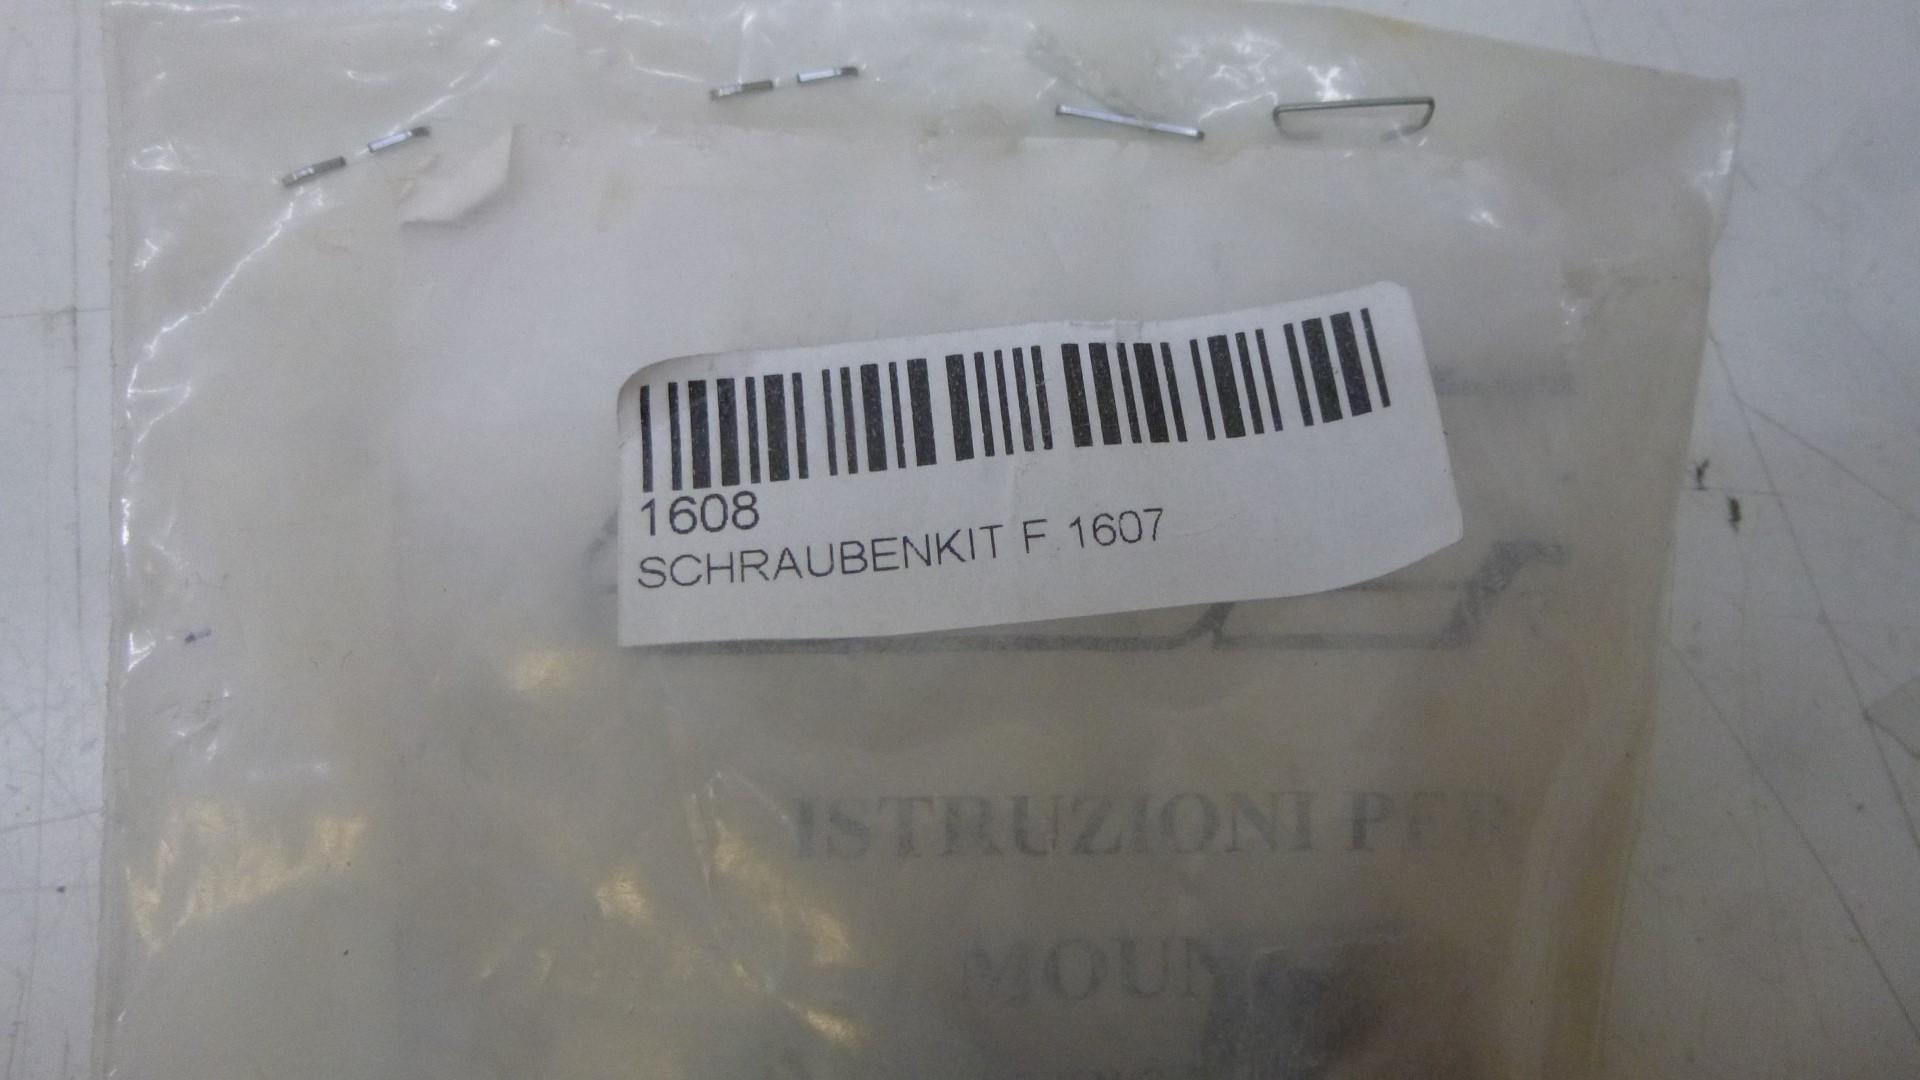 1608
SCHRAUBENKIT F 1607
ISTRUZIONI PER